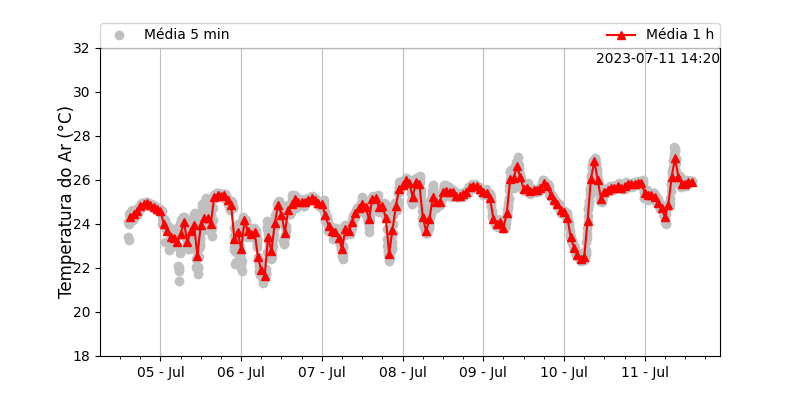 Média 5 min
Média 1 h
2023-07-11 14:20
Temperatura do Ar (°C)
32
30
28
26
24
22
20
18
05 - Jul
06 - Jul
07 - Jul
08 - Jul
09 - Jul
10 - Jul
11 - Jul